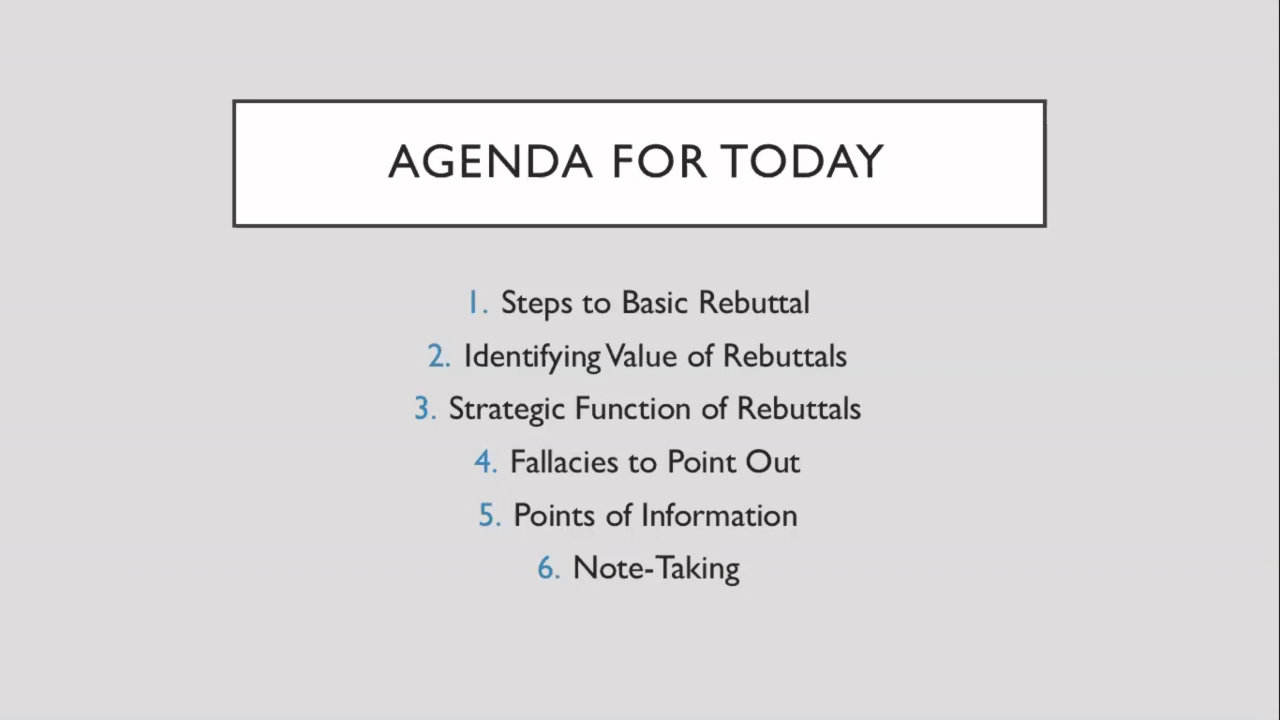 AGENDA FOR TODAY
1. Steps to Basic Rebuttal
2. Identifying Value of Rebuttals
3. Strategic Function of Rebuttals
4. Fallacies to Point Out
5. Points of Information
6. Note-Taking